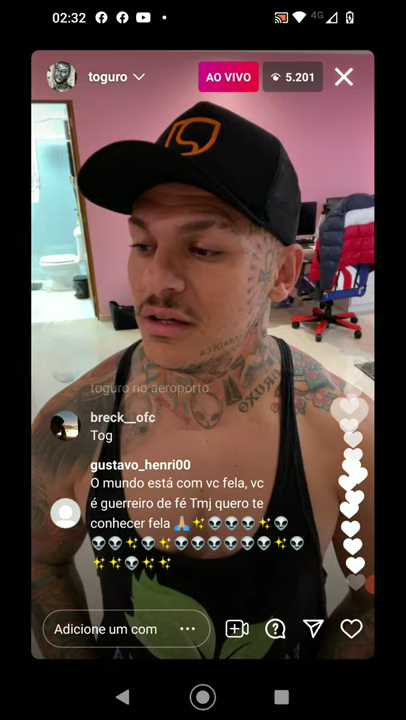 02:32
4G
toguro
AO VIVO
5.201
toguro no aeroporto
breck__ofc
Tog
gustavo_henri00
O mundo está com vc fela, vc
é guerreiro de fé Tmj quero te
conhecer fela 🙏🏼✨👽👽👽✨👽
👽👽✨👽✨👽👽👽👽👽👽✨👽
✨✨👽✨✨
Adicione um com